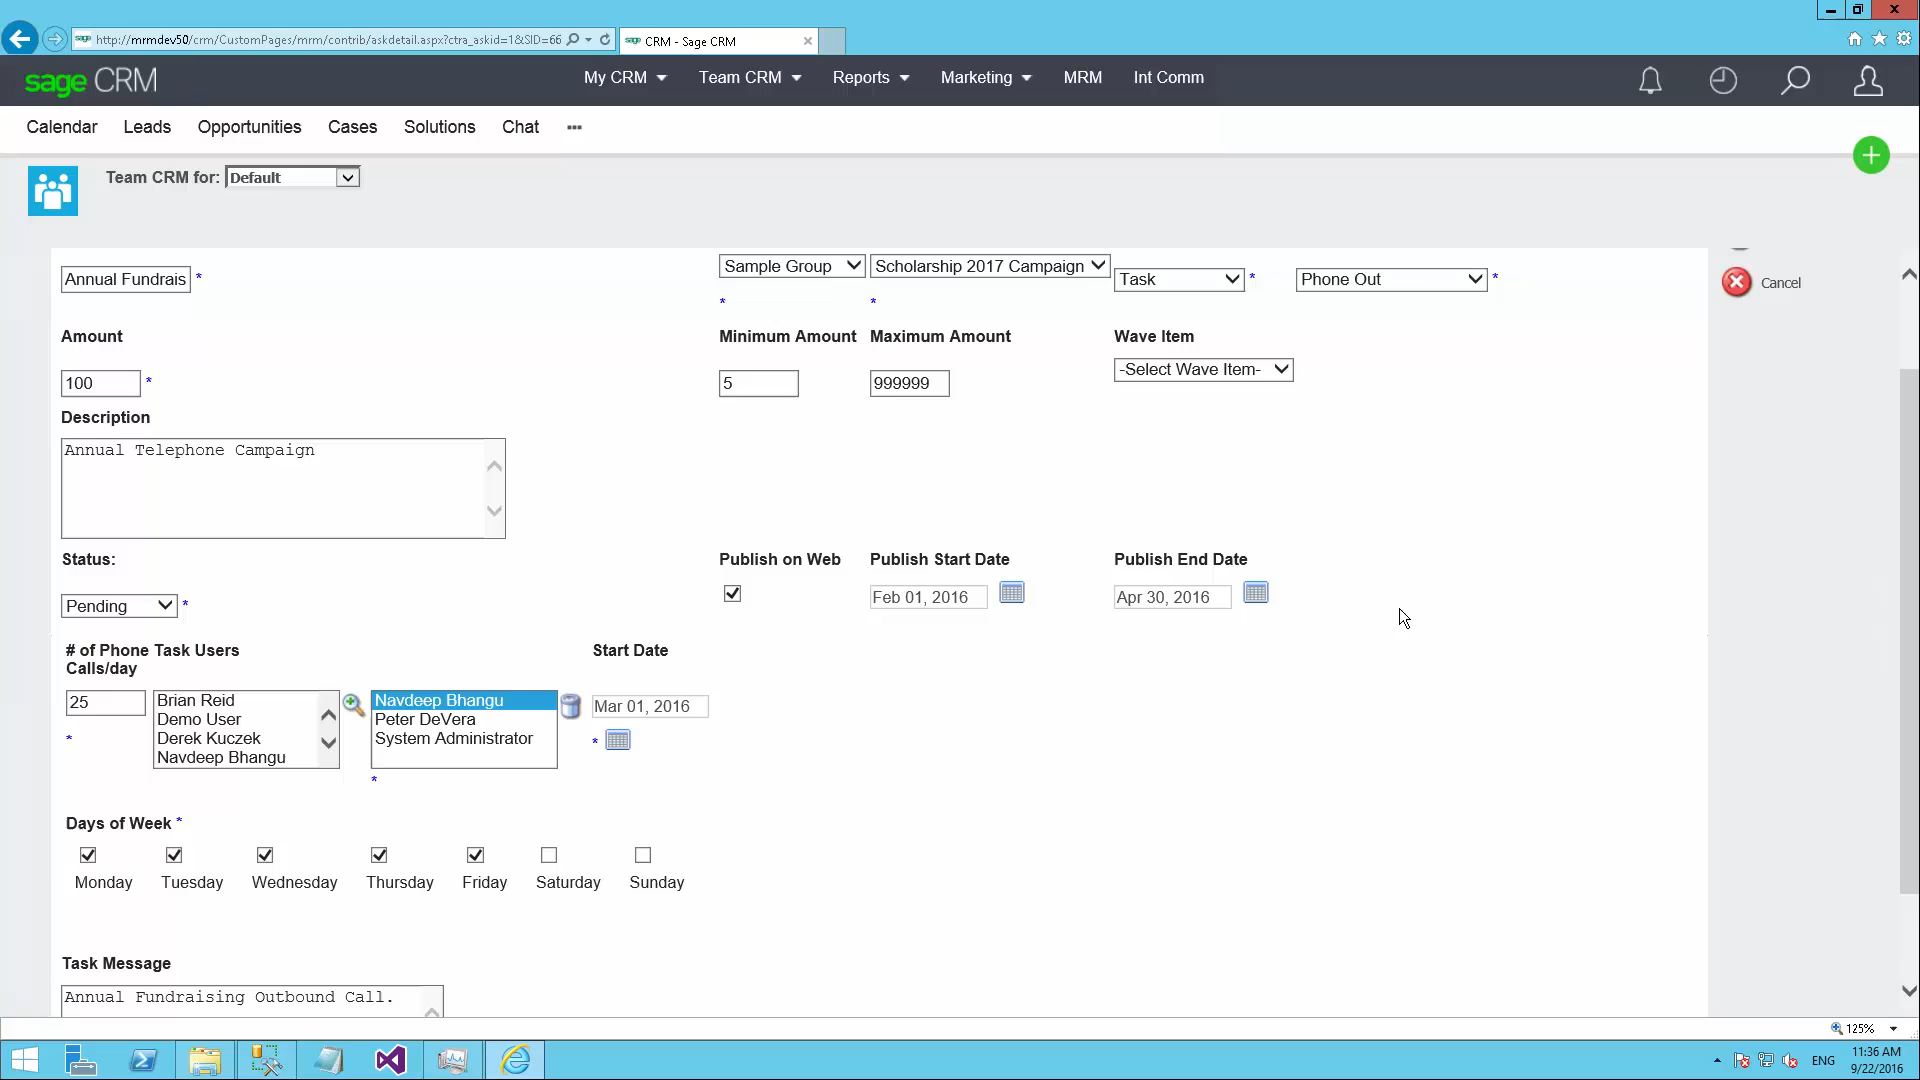 http://mrmdev50/crm/CustomPages/mrm/contrib/askdetail.aspx?ctra_askid=1&SID=66
sage CRM - Sage CRM
sage CRM
My CRM
Team CRM
Reports
Marketing
MRM
Int Comm
Calendar
Leads
Opportunities
Cases
Solutions
Chat
Team CRM for: Default
Annual Fundrais *
Sample Group
Scholarship 2017 Campaign
Task *
Phone Out *
Cancel
* *
Amount
Minimum Amount
Maximum Amount
Wave Item
100 *
5
999999
-Select Wave Item-
Description
Annual Telephone Campaign
Status:
Publish on Web
Publish Start Date
Publish End Date
Pending *
Feb 01, 2016
Apr 30, 2016
# of Phone Calls/day
Task Users
Start Date
25
*
Brian Reid
Demo User
Derek Kuczek
Navdeep Bhangu
Navdeep Bhangu
Peter DeVera
System Administrator
*
Mar 01, 2016
*
Days of Week *
Monday
Tuesday
Wednesday
Thursday
Friday
Saturday
Sunday
Task Message
Annual Fundraising Outbound Call.
125%
ENG
11:36 AM
9/22/2016